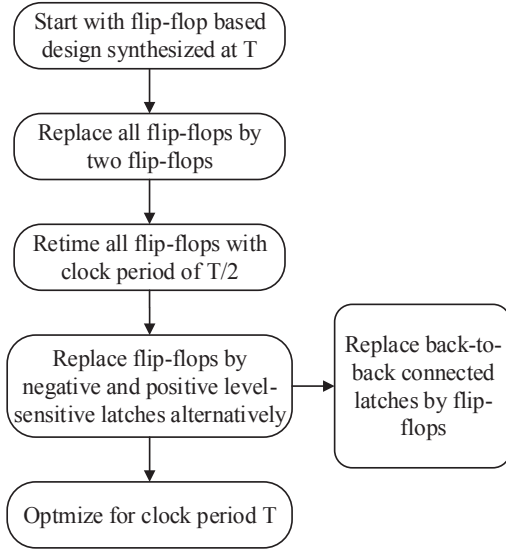 Start with flip-flop based
design synthesized at T
Replace all flip-flops by
two flip-flops
Retime all flip-flops with
clock period of T/2
Replace flip-flops by
negative and positive level-
sensitive latches alternatively
Replace back-to-
back connected
latches by flip-
flops
Optmize for clock period T